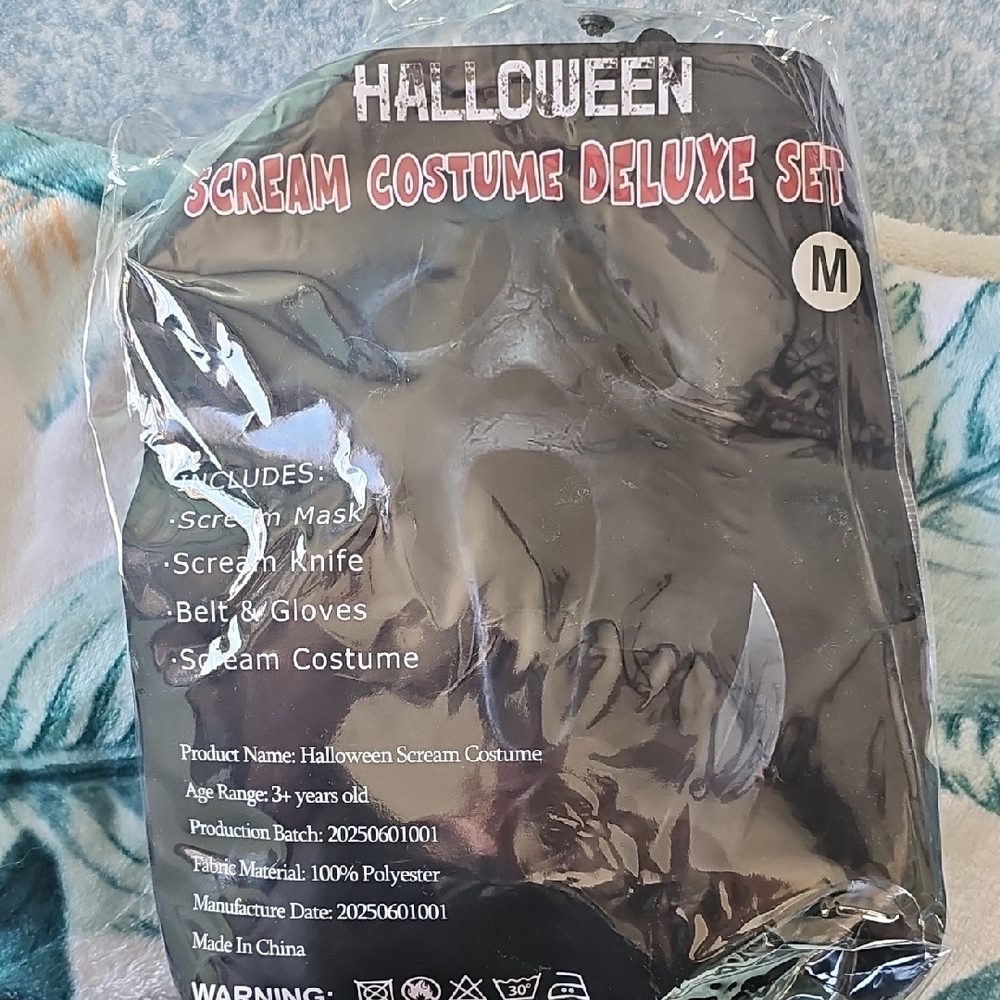 HALLOWEEN
SCREAM COSTUME DELUXE SET
M
INCLUDES:
·Scream Mask
·Scream Knife
·Belt & Gloves
·Scream Costume
Product Name: Halloween Scream Costume
Age Range: 3+ years old
Production Batch: 20250601001
Fabric Material: 100% Polyester
Manufacture Date: 20250601001
Made In China
WARNING: 30°